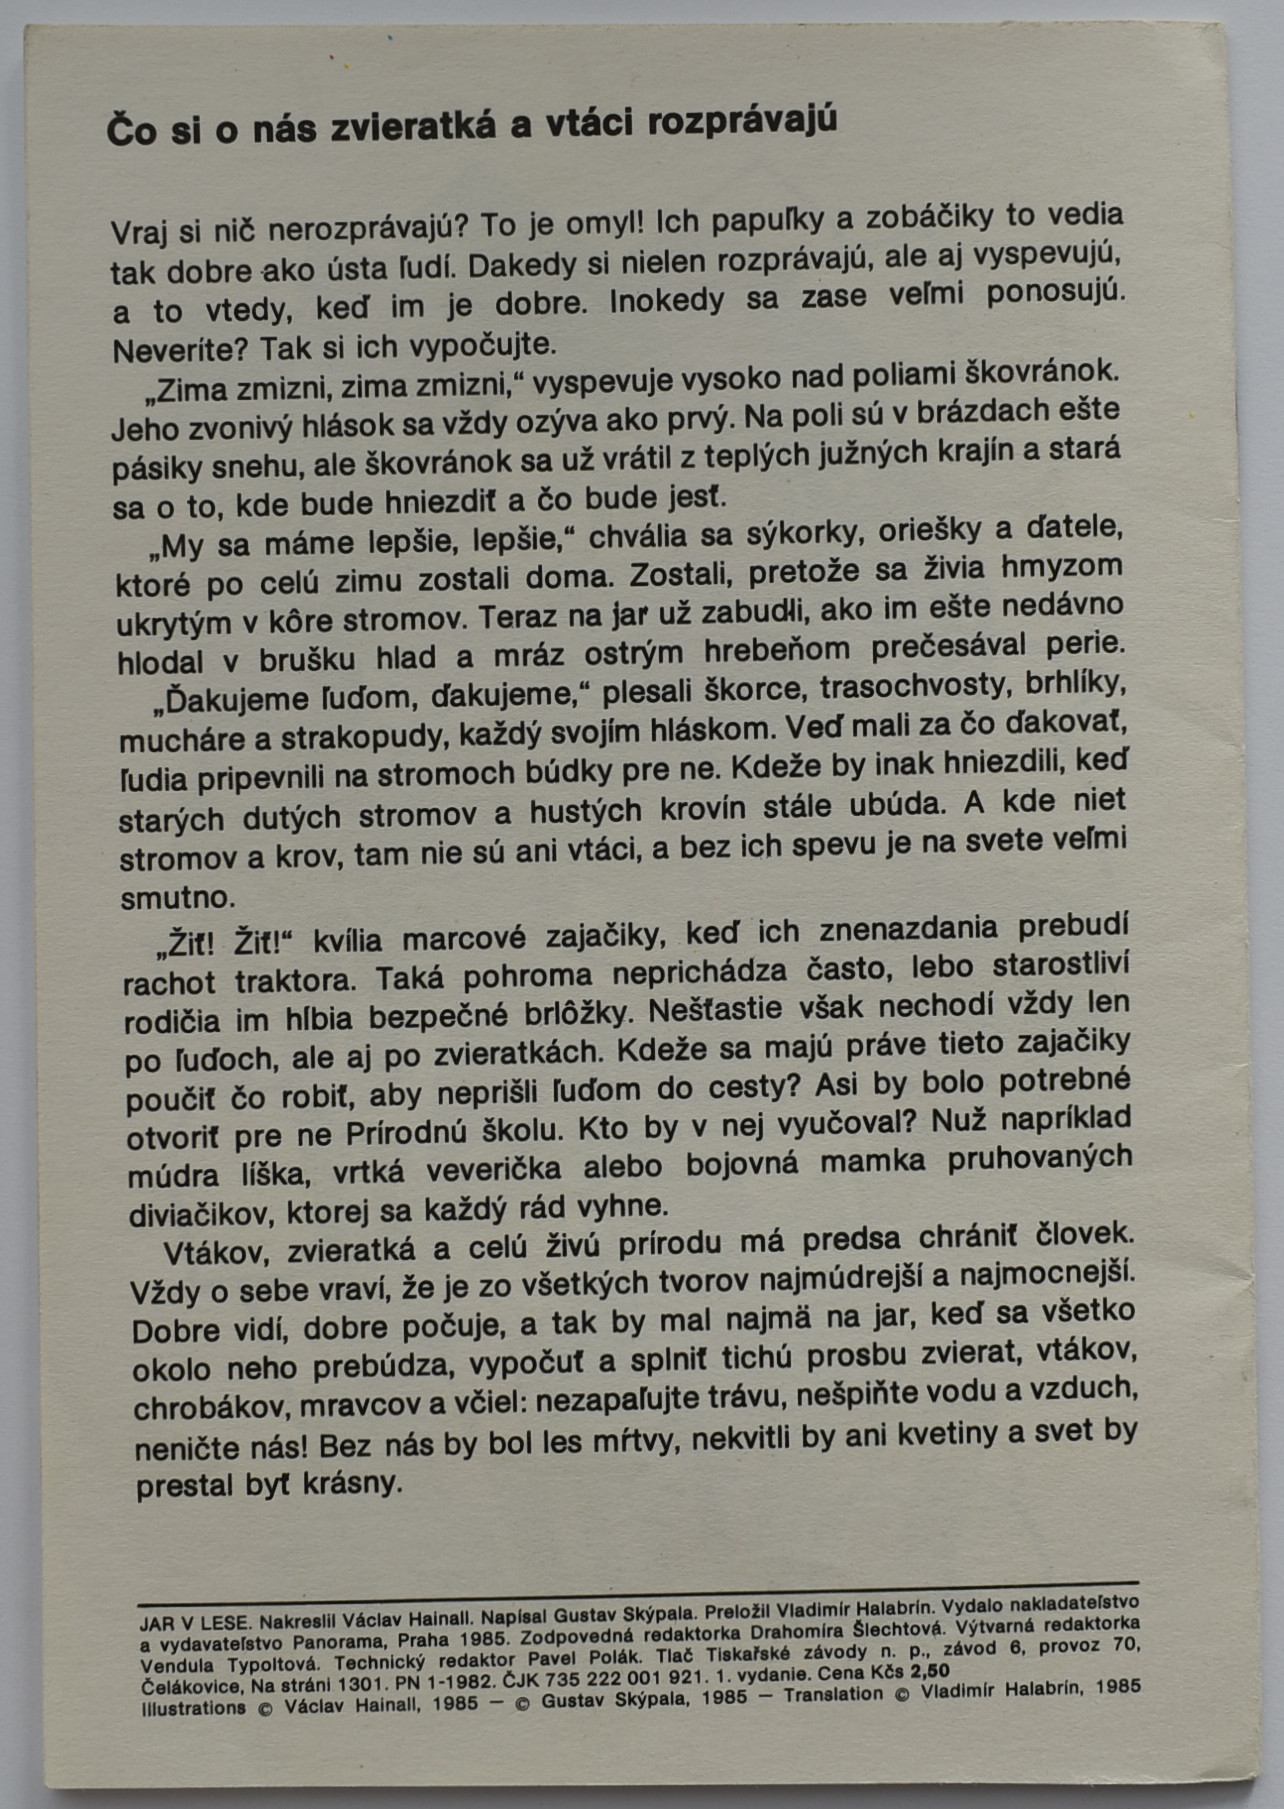 Čo si o nás zvieratká a vtáci rozprávajú
Vraj si nič nerozprávajú? To je omyl! Ich papuľky a zobáčiky to vedia
tak dobre ako ústa ľudí. Dakedy si nielen rozprávajú, ale aj vyspevujú,
a to vtedy, keď im je dobre. Inokedy sa zase veľmi ponosujú.
Neveríte? Tak si ich vypočujte.
„Zima zmizni, zima zmizni,“ vyspevuje vysoko nad poliami škovránok.
Jeho zvonivý hlások sa vždy ozýva ako prvý. Na poli sú v brázdach ešte
pásiky snehu, ale škovránok sa už vrátil z teplých južných krajín a stará
sa o to, kde bude hniezdiť a čo bude jesť.
„My sa máme lepšie, lepšie,“ chvália sa sýkorky, oriešky a ďatele,
ktoré po celú zimu zostali doma. Zostali, pretože sa živia hmyzom
ukrytým v kôre stromov. Teraz na jar už zabudli, ako im ešte nedávno
hlodal v brušku hlad a mráz ostrým hrebeňom prečesával perie.
„Ďakujeme ľuďom, ďakujeme,“ plesali škorce, trasochvosty, brhlíky,
mucháre a strakopudy, každý svojím hláskom. Veď mali za čo ďakovať,
ľudia pripevnili na stromoch búdky pre ne. Kdeže by inak hniezdili, keď
starých dutých stromov a hustých krovín stále ubúda. A kde niet
stromov a krov, tam nie sú ani vtáci, a bez ich spevu je na svete veľmi
smutno.
„Žiť! Žiť!“ kvília marcové zajačiky, keď ich znenazdania prebudí
rachot traktora. Taká pohroma neprichádza často, lebo starostliví
rodičia im hĺbia bezpečné brlôžky. Nešťastie však nechodí vždy len
po ľuďoch, ale aj po zvieratkách. Kdeže sa majú práve tieto zajačiky
poučiť čo robiť, aby neprišli ľuďom do cesty? Asi by bolo potrebné
otvoriť pre ne Prírodnú školu. Kto by v nej vyučoval? Nuž napríklad
múdra líška, vrtká veverička alebo bojovná mamka pruhovaných
diviačikov, ktorej sa každý rád vyhne.
Vtákov, zvieratká a celú živú prírodu má predsa chrániť človek.
Vždy o sebe vraví, že je zo všetkých tvorov najmúdrejší a najmocnejší.
Dobre vidí, dobre počuje, a tak by mal najmä na jar, keď sa všetko
okolo neho prebúdza, vypočuť a splniť tichú prosbu zvierat, vtákov,
chrobákov, mravcov a včiel: nezapaľujte trávu, nešpiňte vodu a vzduch,
neničte nás! Bez nás by bol les mŕtvy, nekvitli by ani kvetiny a svet by
prestal byť krásny.
JAR V LESE. Nakreslil Václav Hainall. Napísal Gustav Skýpala. Preložil Vladimír Halabrín. Vydalo nakladateľstvo
a vydavateľstvo Panorama, Praha 1985. Zodpovedná redaktorka Drahomíra Šlechtová. Výtvarná redaktorka
Vendula Typoltová. Technický redaktor Pavel Polák. Tlač Tiskařské závody n. p., závod 6, provoz 70,
Čelákovice, Na stráni 1301. PN 1-1982. ČJK 735 222 001 921. 1. vydanie. Cena Kčs 2,50
Illustrations © Václav Hainall, 1985 — © Gustav Skýpala, 1985 — Translation © Vladimír Halabrín, 1985